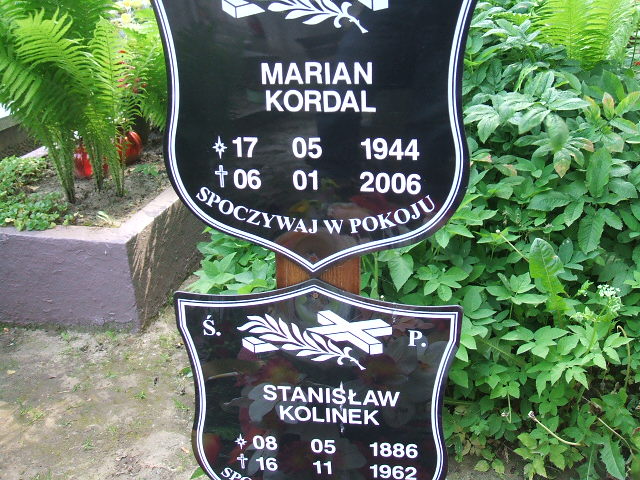 MARIAN
KORDAL
17 05 1944
06 01 2006
SPOCZYWAJ W POKOJU
Ś. P.
STANISŁAW
KOLINEK
08 05 1886
16 11 1962